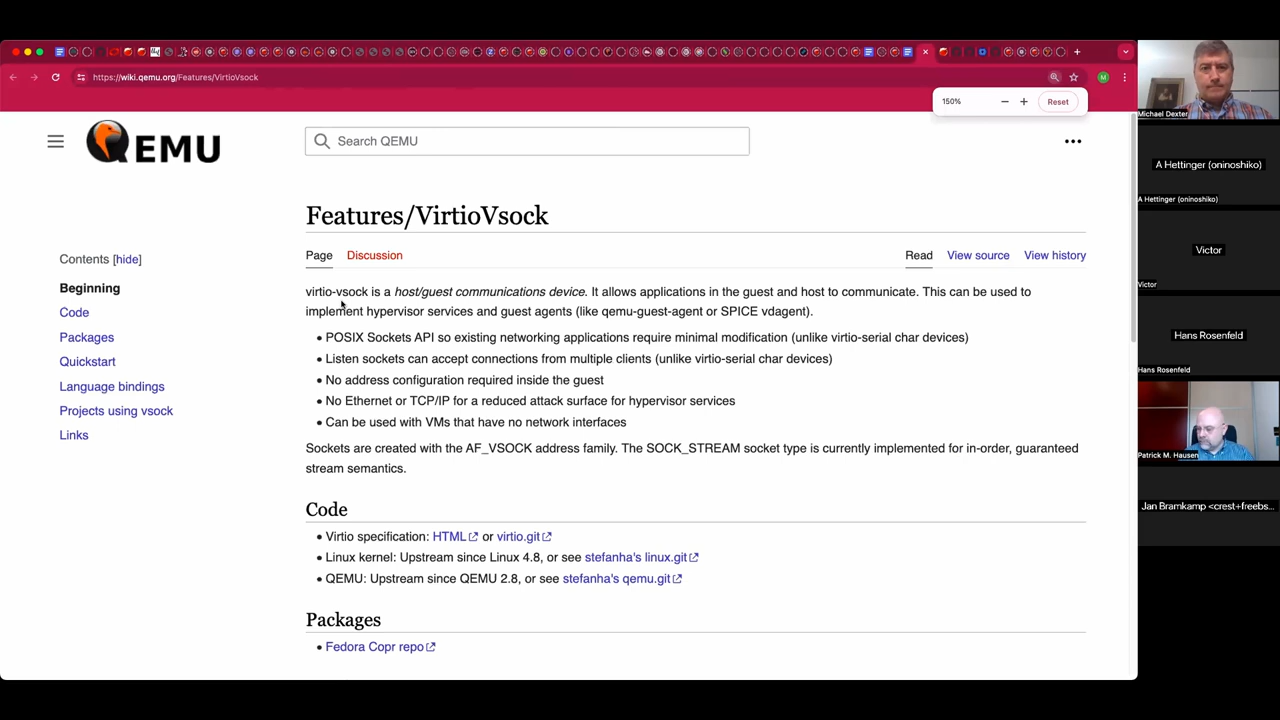 https://wiki.qemu.org/Features/VirtioVsock
M
150%
Reset
QEMU
Search QEMU
Features/VirtioVsock
Contents [hide]
Beginning
Code
Packages
Quickstart
Language bindings
Projects using vsock
Links
Page
Discussion
Read
View source
View history
virtio-vsock is a host/guest communications device. It allows applications in the guest and host to communicate. This can be used to
implement hypervisor services and guest agents (like qemu-guest-agent or SPICE vdagent).
• POSIX Sockets API so existing networking applications require minimal modification (unlike virtio-serial char devices)
• Listen sockets can accept connections from multiple clients (unlike virtio-serial char devices)
• No address configuration required inside the guest
• No Ethernet or TCP/IP for a reduced attack surface for hypervisor services
• Can be used with VMs that have no network interfaces
Sockets are created with the AF_VSOCK address family. The SOCK_STREAM socket type is currently implemented for in-order, guaranteed
stream semantics.
Code
• Virtio specification: HTML or virtio.git
• Linux kernel: Upstream since Linux 4.8, or see stefanha's linux.git
• QEMU: Upstream since QEMU 2.8, or see stefanha's qemu.git
Packages
• Fedora Copr repo
Michael Dexter
A Hettinger (oninoshiko)
A Hettinger (oninoshiko)
Victor
Victor
Hans Rosenfeld
Hans Rosenfeld
Patrick M. Hausen
Jan Bramkamp <crest+freebs...